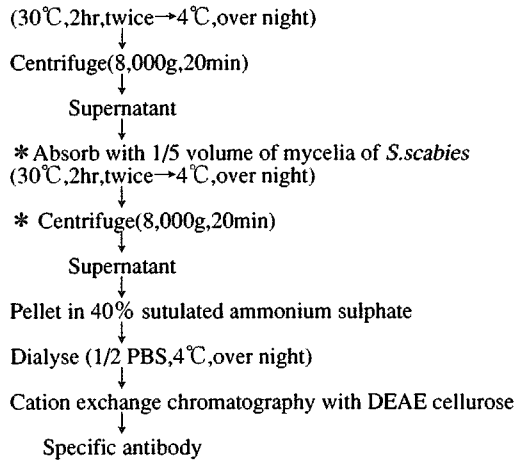 (30℃,2hr,twice→4℃,over night)
↓
Centrifuge(8,000g,20min)
↓
Supernatant
↓
* Absorb with 1/5 volume of mycelia of S.scabies
(30℃,2hr,twice→4℃,over night)
↓
* Centrifuge(8,000g,20min)
↓
Supernatant
↓
Pellet in 40% sutulated ammonium sulphate
↓
Dialyse (1/2 PBS,4℃,over night)
↓
Cation exchange chromatography with DEAE cellurose
↓
Specific antibody